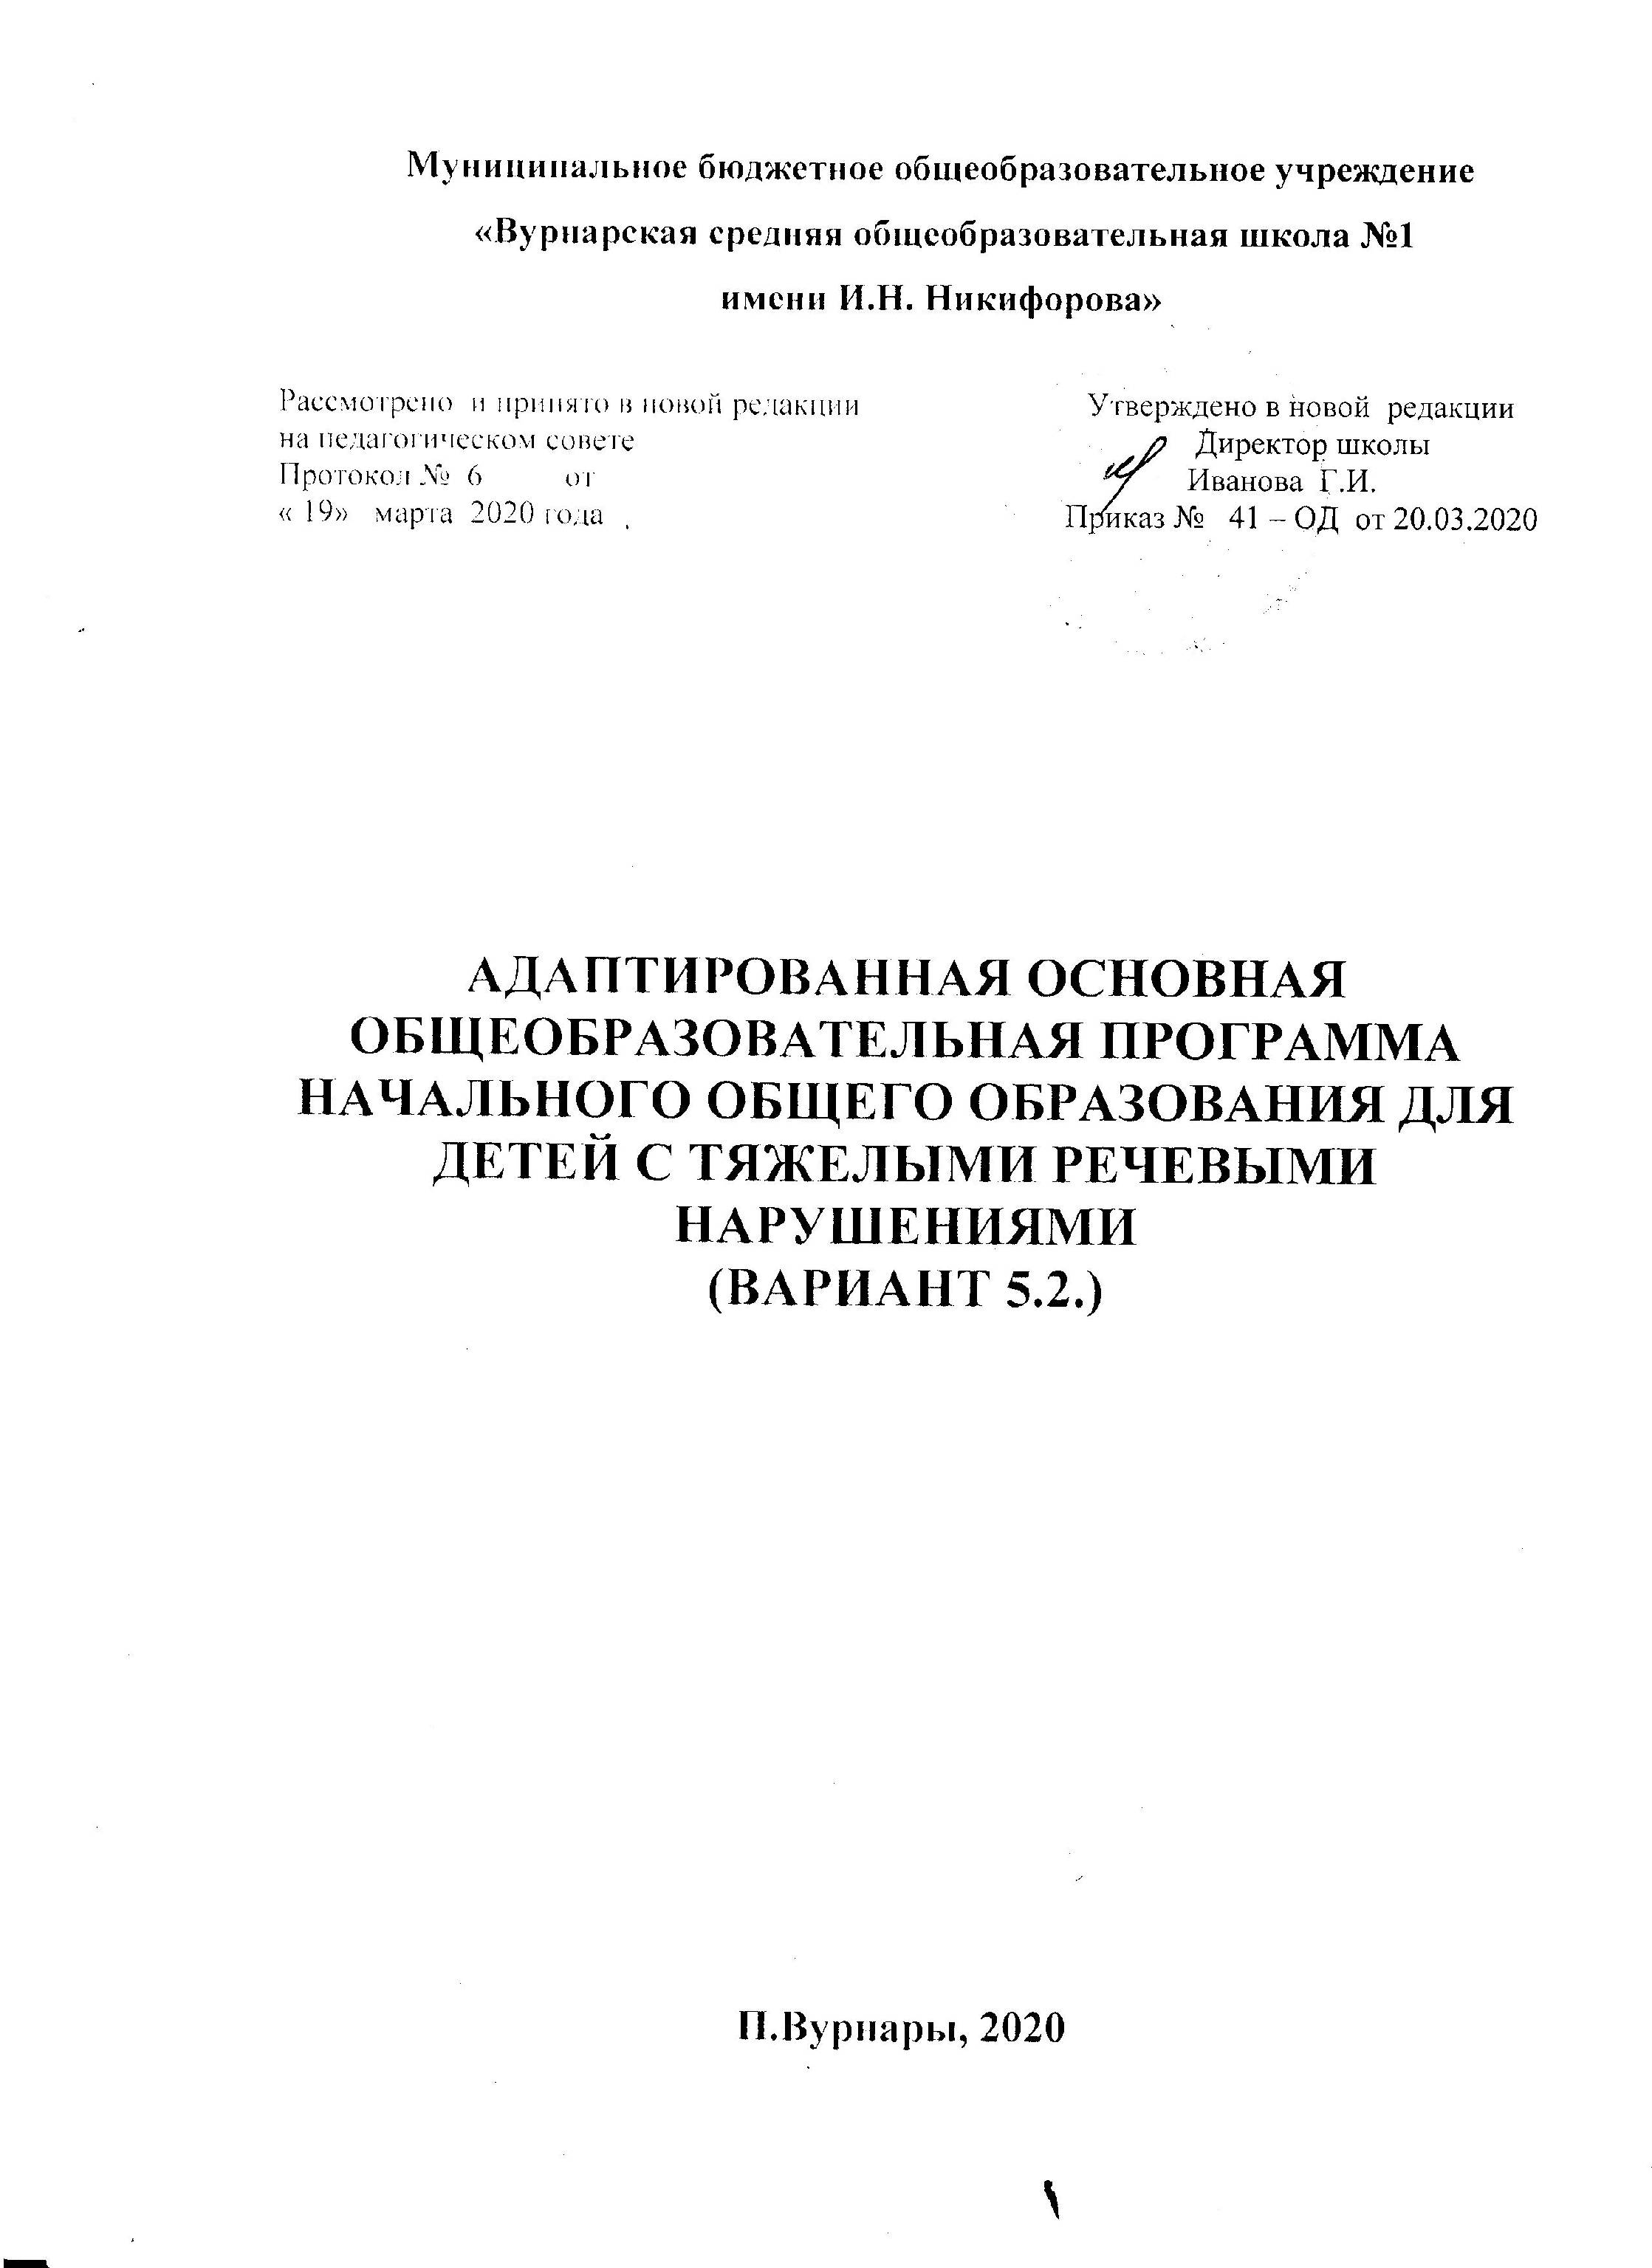 Муниципальное бюджетное общеобразовательное учреждение
«Вурнарская средняя общеобразовательная школа №1
имени И.Н. Никифорова»
Рассмотрено и принято в новой редакции
на педагогическом совете
Протокол № 6 от
« 19» марта 2020 года
Утверждено в новой редакции
Директор школы
Иванова Г.И.
Приказ № 41 – ОД от 20.03.2020
АДАПТИРОВАННАЯ ОСНОВНАЯ
ОБЩЕОБРАЗОВАТЕЛЬНАЯ ПРОГРАММА
НАЧАЛЬНОГО ОБЩЕГО ОБРАЗОВАНИЯ ДЛЯ
ДЕТЕЙ С ТЯЖЕЛЫМИ РЕЧЕВЫМИ
НАРУШЕНИЯМИ
(ВАРИАНТ 5.2.)
П.Вурнары, 2020